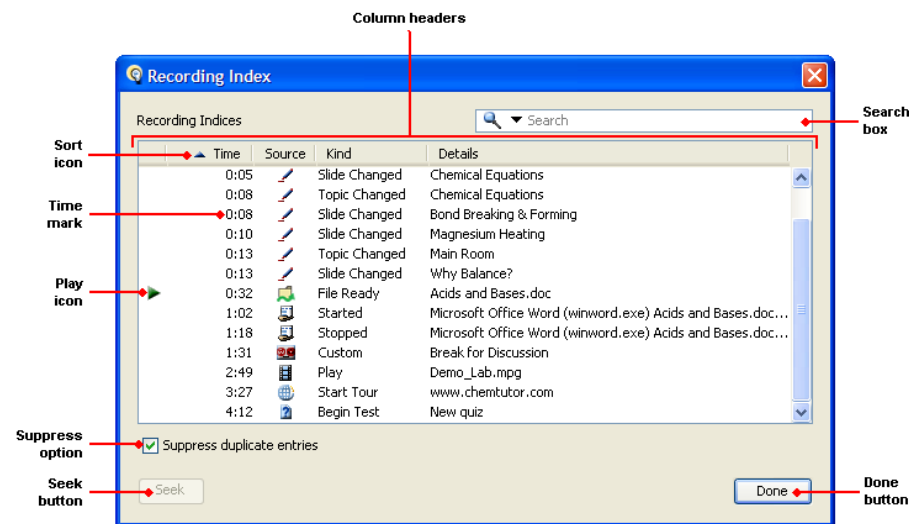 Column headers
Recording Index
Recording Indices
Search
Search box
Sort icon
Time Source Kind Details
0:05 Slide Changed Chemical Equations
0:08 Topic Changed Chemical Equations
Time mark
0:08 Slide Changed Bond Breaking & Forming
0:10 Slide Changed Magnesium Heating
0:13 Topic Changed Main Room
0:13 Slide Changed Why Balance?
Play icon
0:32 File Ready Acids and Bases.doc
1:02 Started Microsoft Office Word (winword.exe) Acids and Bases.doc...
1:18 Stopped Microsoft Office Word (winword.exe) Acids and Bases.doc...
1:31 Custom Break for Discussion
2:49 Play Demo_Lab.mpg
3:27 Start Tour www.chemtutor.com
4:12 Begin Test New quiz
Suppress option
Suppress duplicate entries
Seek button
Seek
Done
Done button